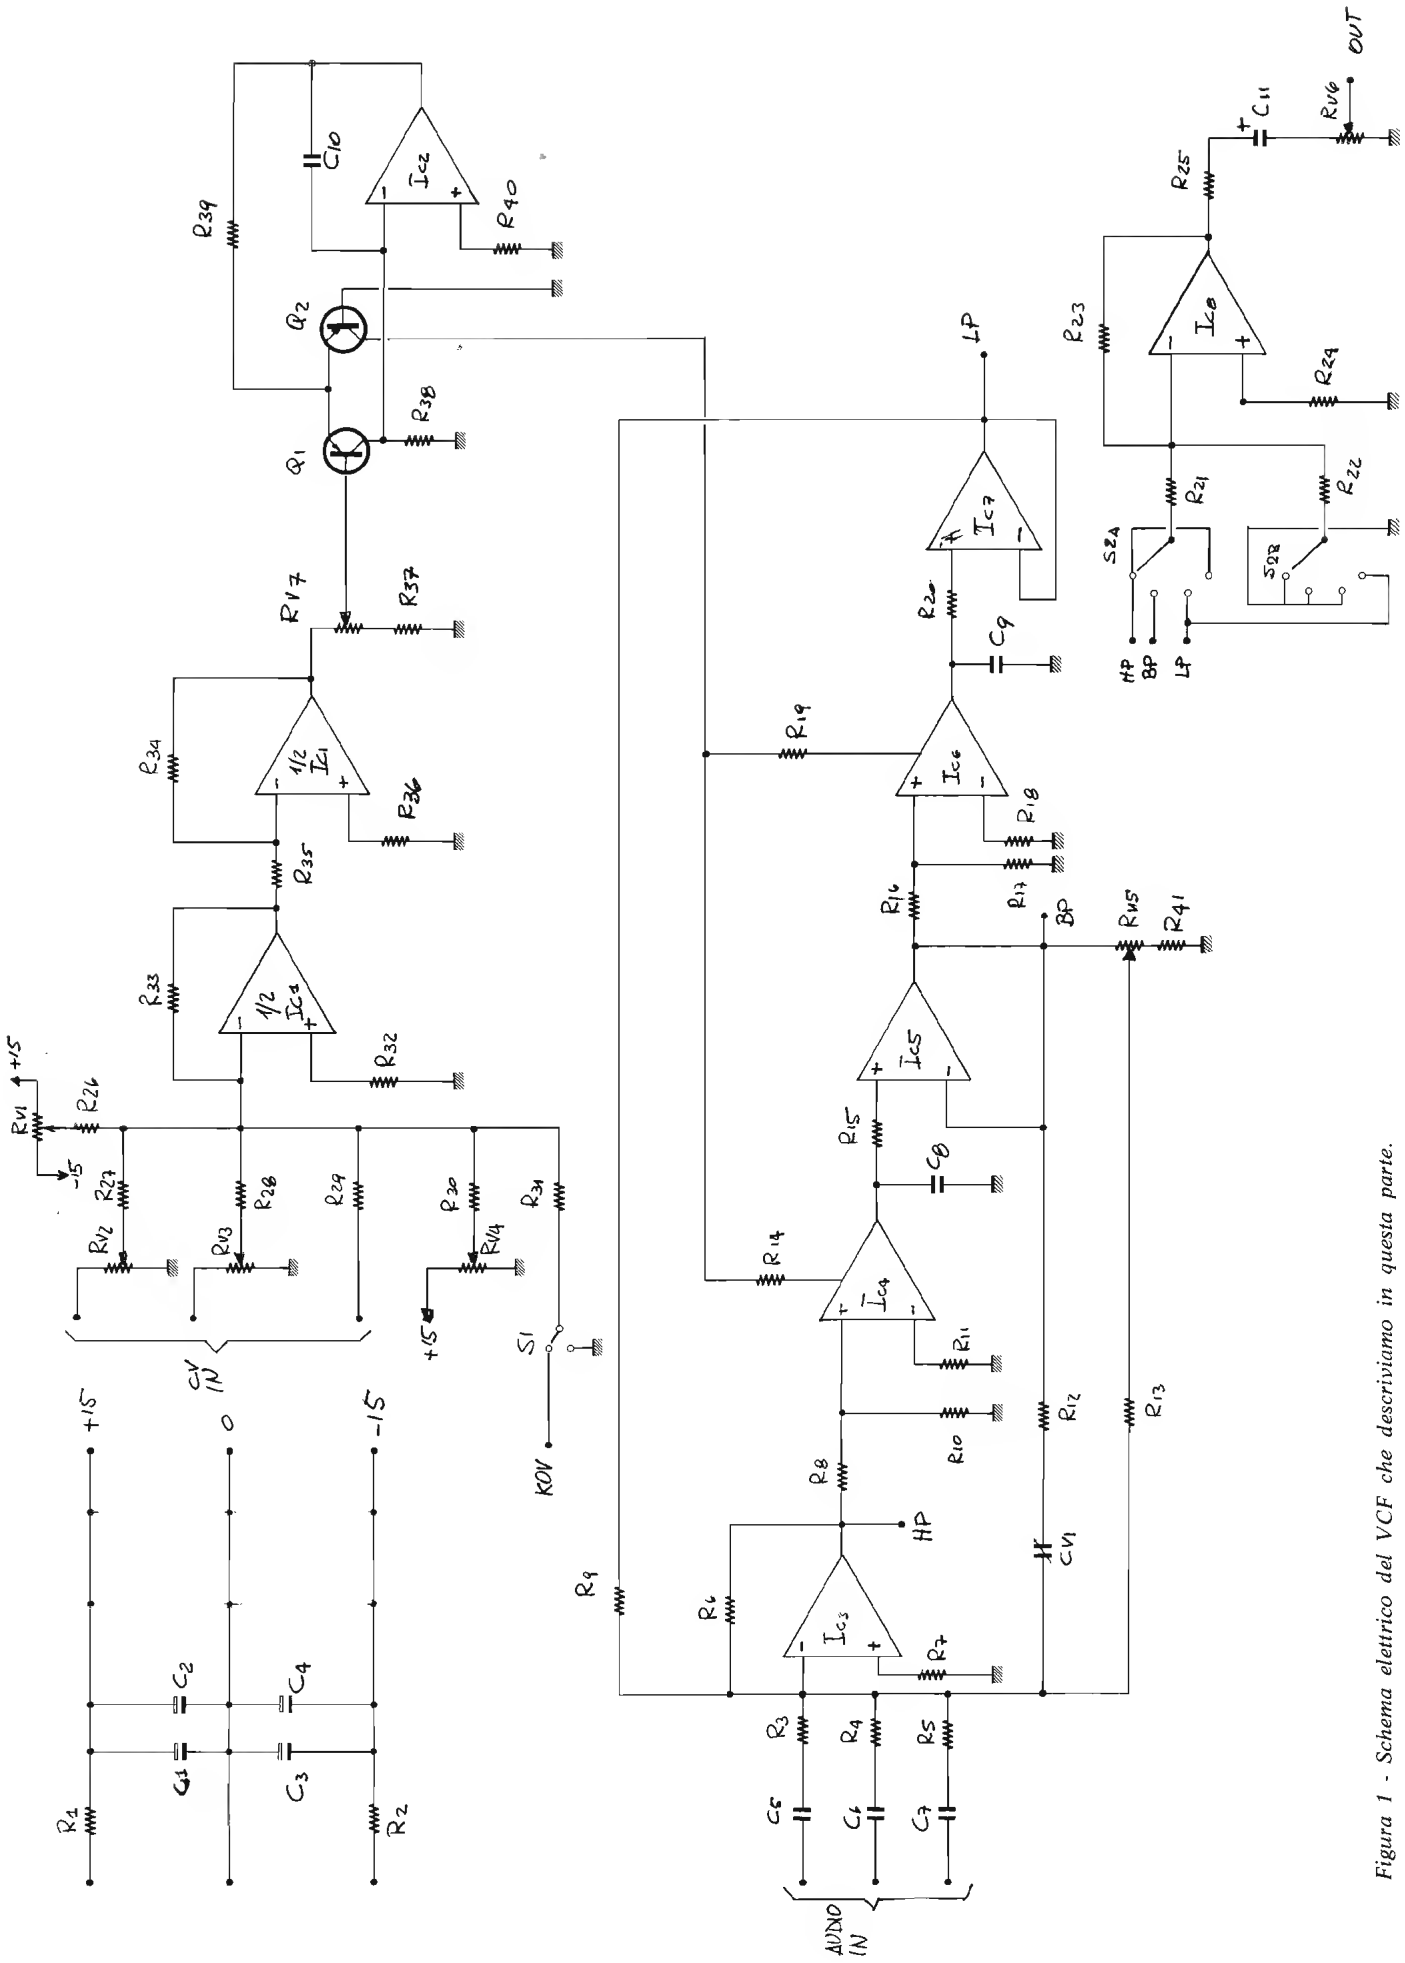 R1
R2
C1
C2
C3
C4
+15
0
-15
CV
IN
RV2
R27
RV3
R28
R29
RV1
+15
-15
R26
+15
RV4
R30
KOV
S1
R31
R33
1/2
IC1
R32
R35
R34
1/2
IC1
R36
RV7
R37
Q1
R38
Q2
R39
C10
IC2
R40
AUDIO
IN
C5
C6
C7
R3
R4
R5
R9
R6
IC3
R7
HP
R8
R10
R11
IC4
R14
C8
R15
IC5
R12
CV1
R13
BP
RV5
R41
R16
R17
R18
IC6
R19
C9
R20
IC7
LP
HP
BP
LP
S2A
S2B
R21
R22
R23
IC8
R24
R25
C11
RV6
OUT
Figura 1 - Schema elettrico del VCF che descriviamo in questa parte.